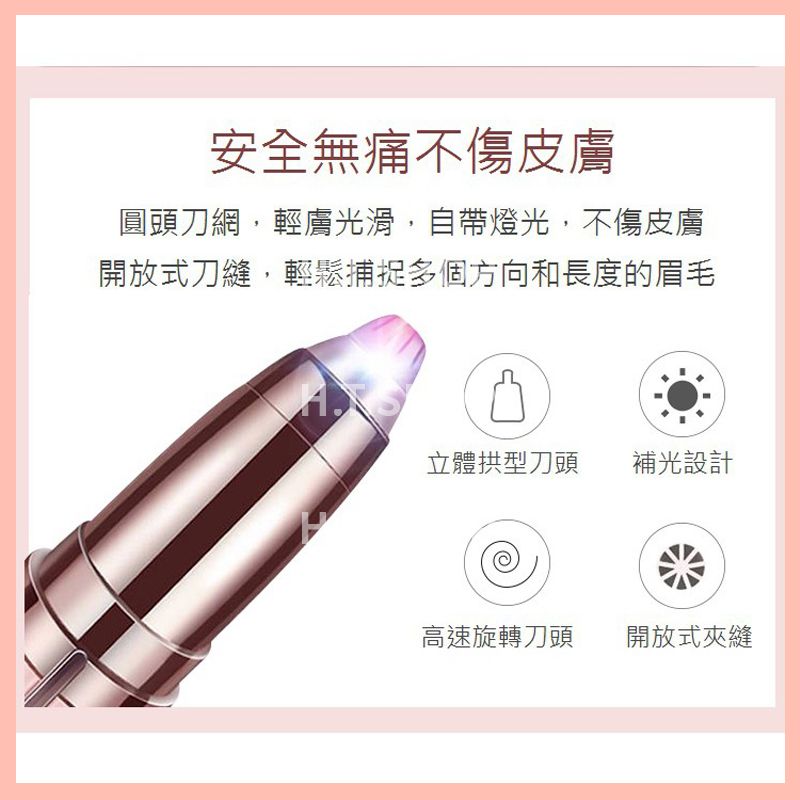 安全無痛不傷皮膚
圓頭刀網，輕膚光滑，自帶燈光，不傷皮膚
開放式刀縫，輕鬆捕捉多個方向和長度的眉毛
H.T.S
立體拱型刀頭
補光設計
H
高速旋轉刀頭
開放式夾縫